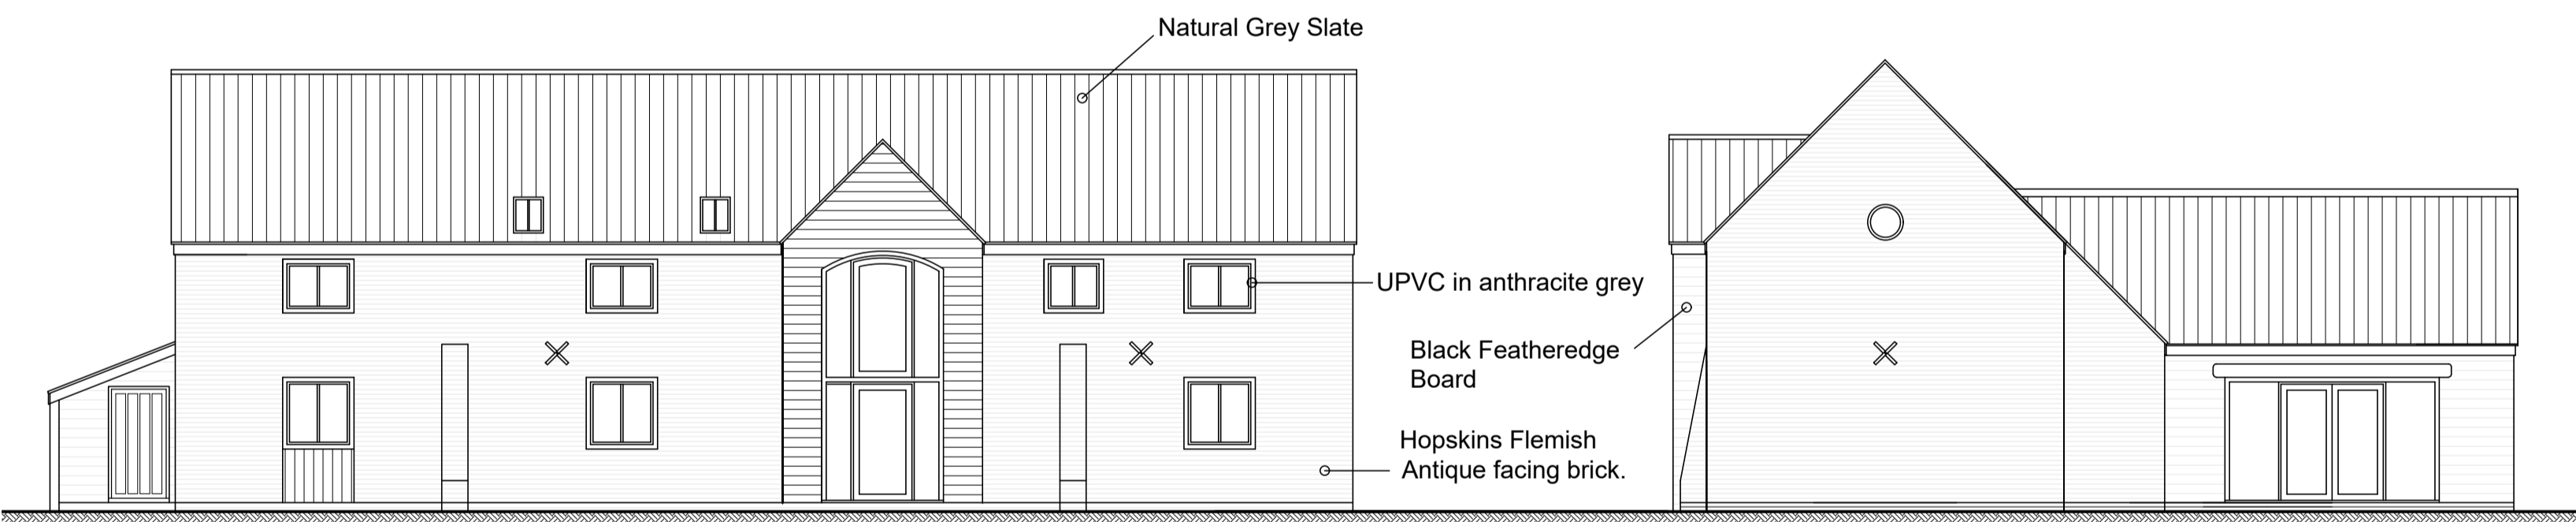 Natural Grey Slate
UPVC in anthracite grey
Black Featheredge
Board
Hopskins Flemish
Antique facing brick.